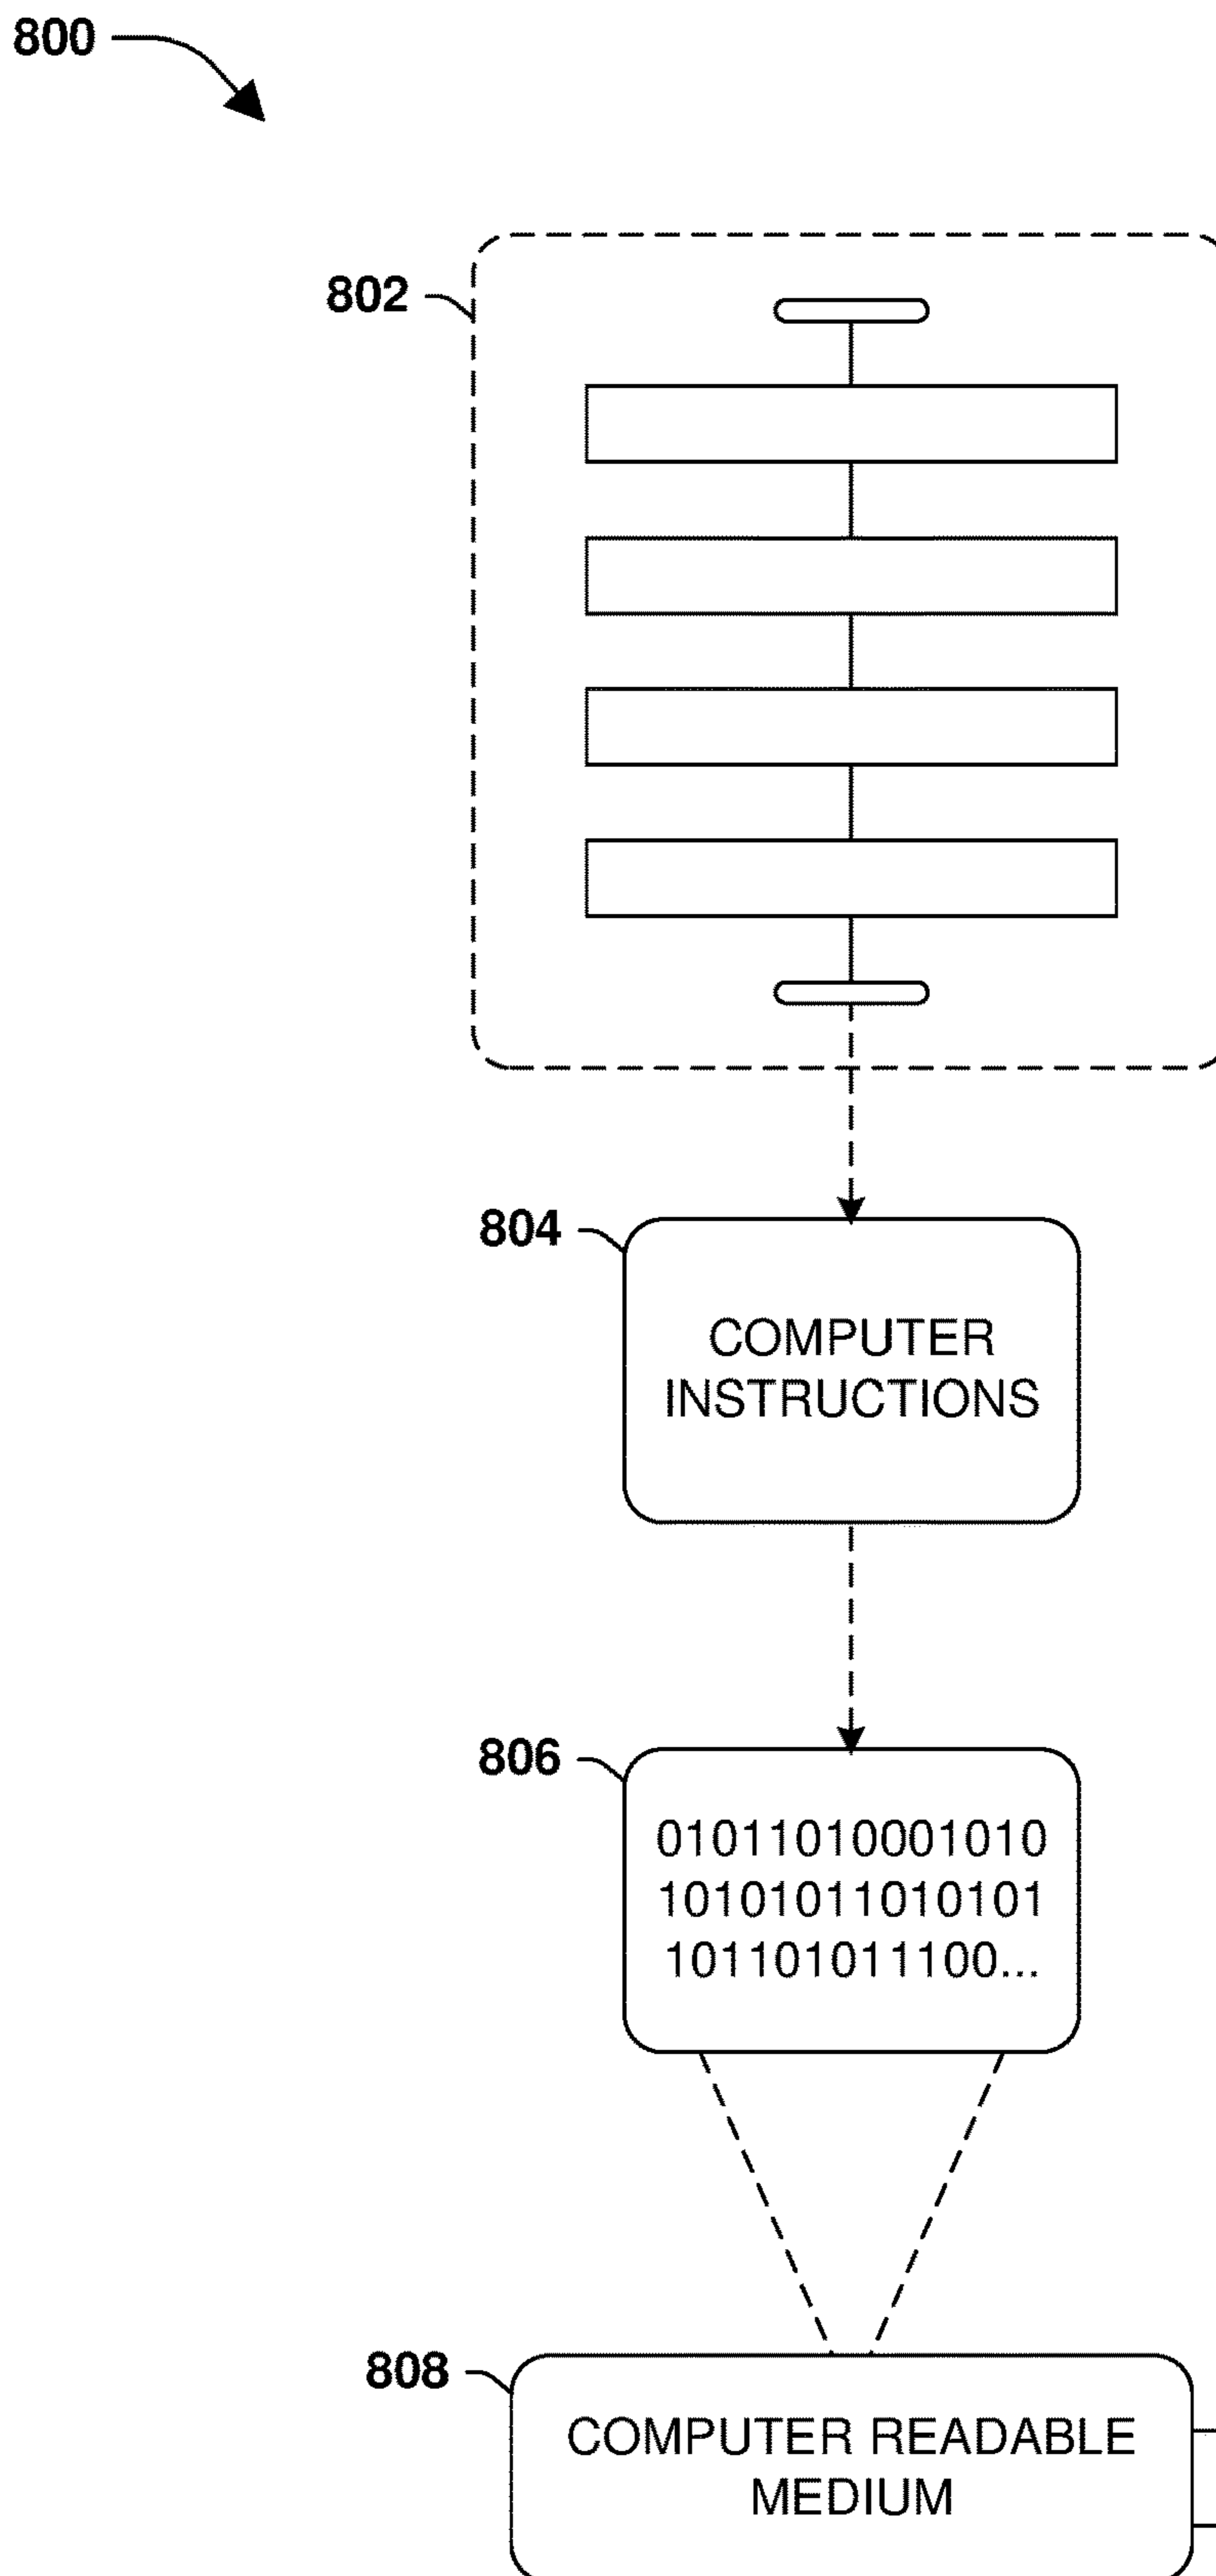 800
802
804
COMPUTER
INSTRUCTIONS
806
01011010001010
10101011010101
101101011100...
808
COMPUTER READABLE
MEDIUM